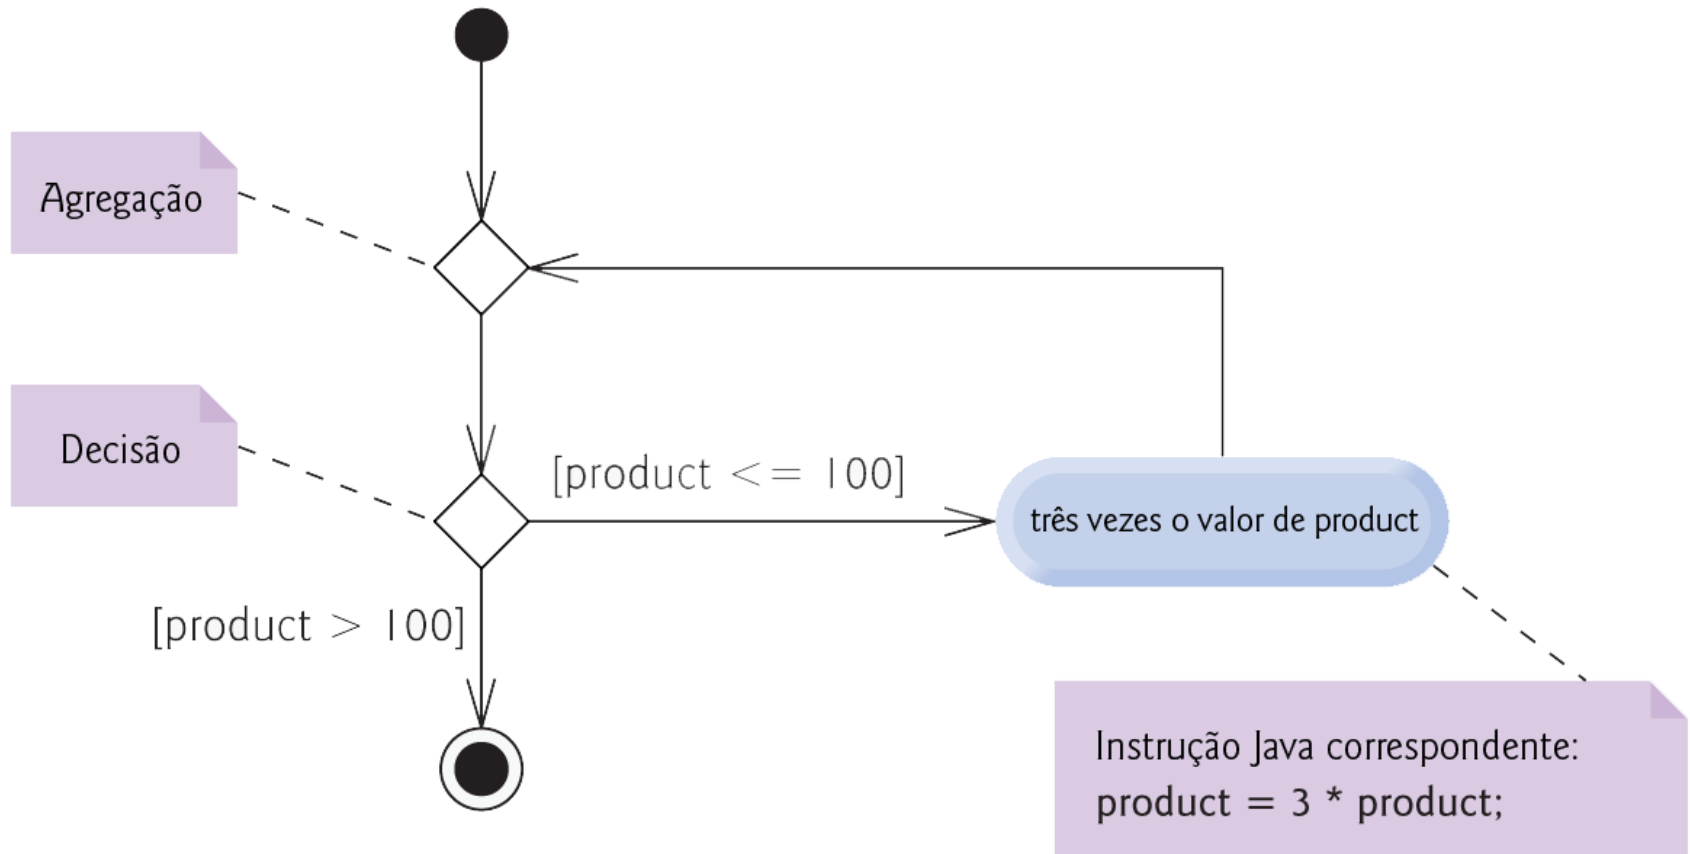 Agregação
Decisão
[product <= 100]
três vezes o valor de product
[product > 100]
Instrução Java correspondente:
product = 3 * product;